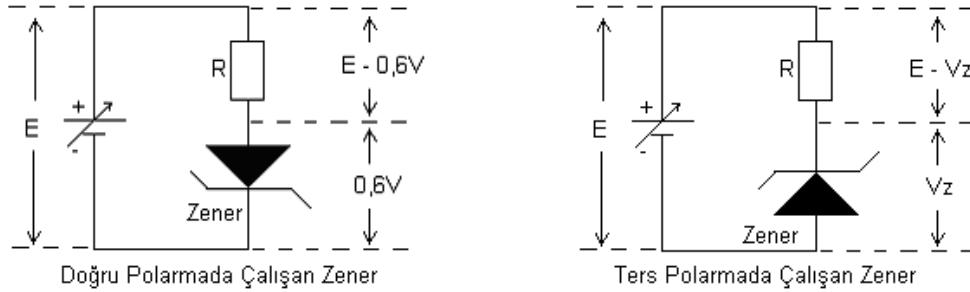 E
+
-
R
E - 0,6V
0,6V
Zener
Doğru Polarmada Çalışan Zener
E
+
-
R
E - Vz
Vz
Zener
Ters Polarmada Çalışan Zener